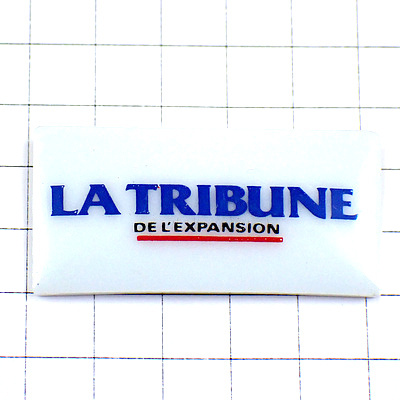 LA TRIBUNE
DE L'EXPANSION